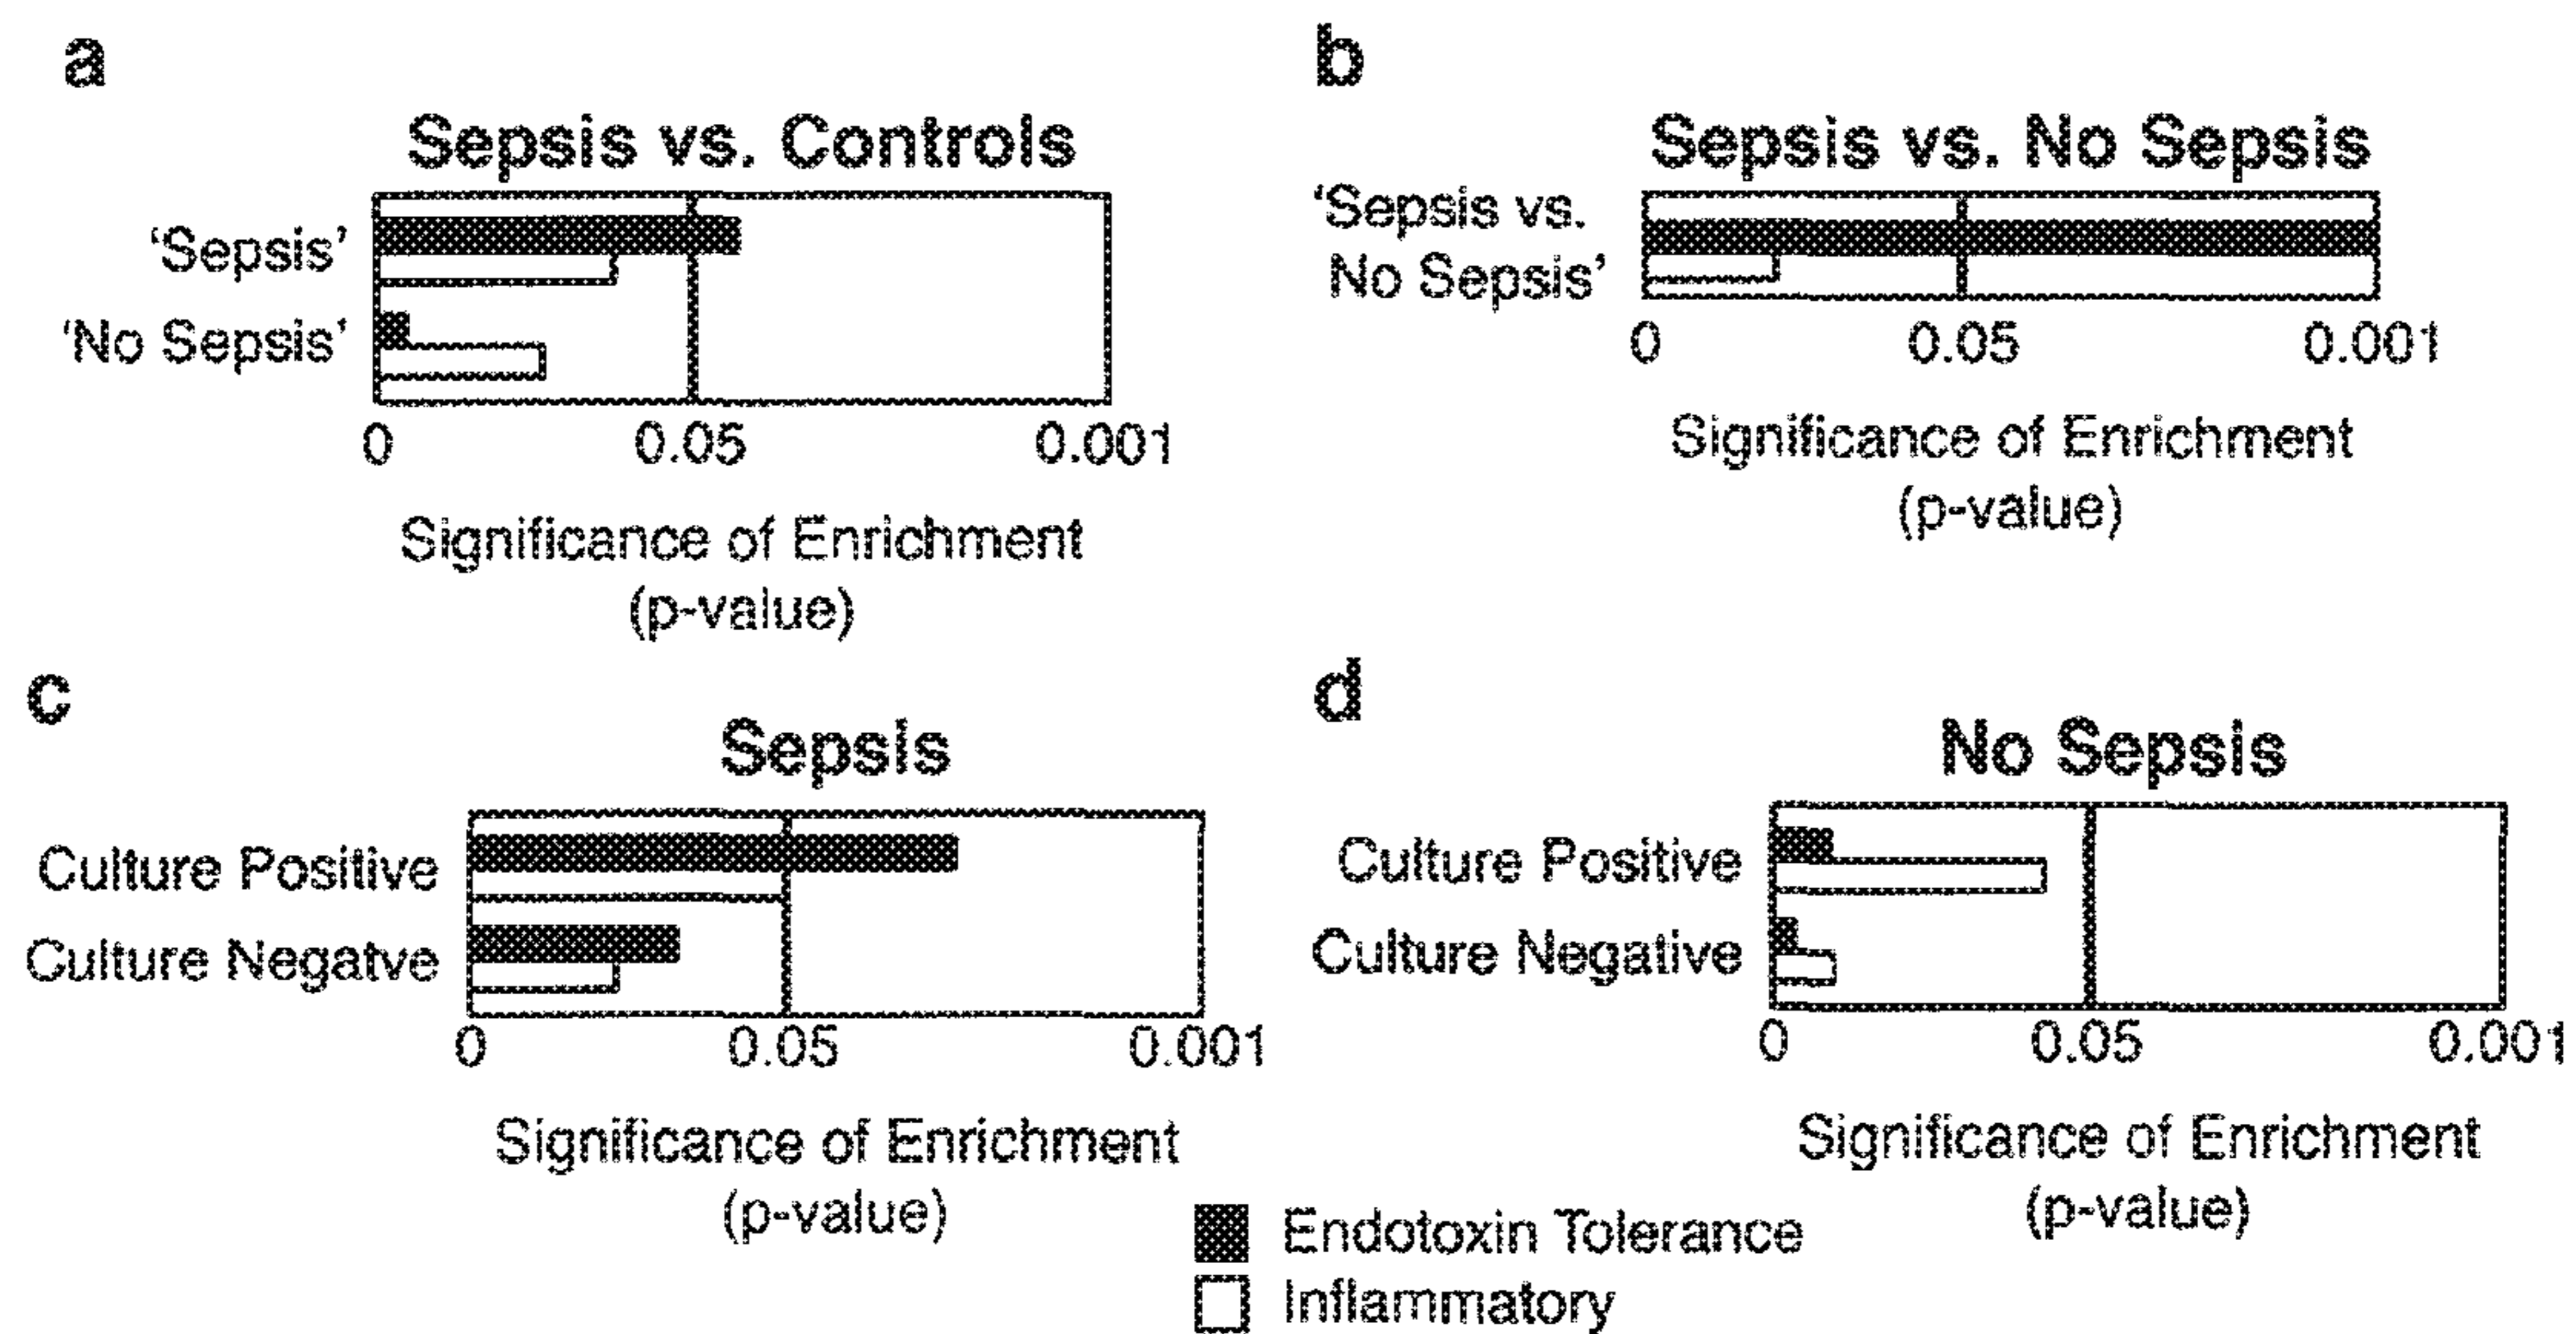 a
Sepsis vs. Controls
'Sepsis'
'No Sepsis'
0 0.05 0.001
Significance of Enrichment
(p-value)
b
Sepsis vs. No Sepsis
'Sepsis vs.
No Sepsis'
0 0.05 0.001
Significance of Enrichment
(p-value)
c
Sepsis
Culture Positive
Culture Negatve
0 0.05 0.001
Significance of Enrichment
(p-value)
d
No Sepsis
Culture Positive
Culture Negative
0 0.05 0.001
Significance of Enrichment
(p-value)
Endotoxin Tolerance
Inflammatory